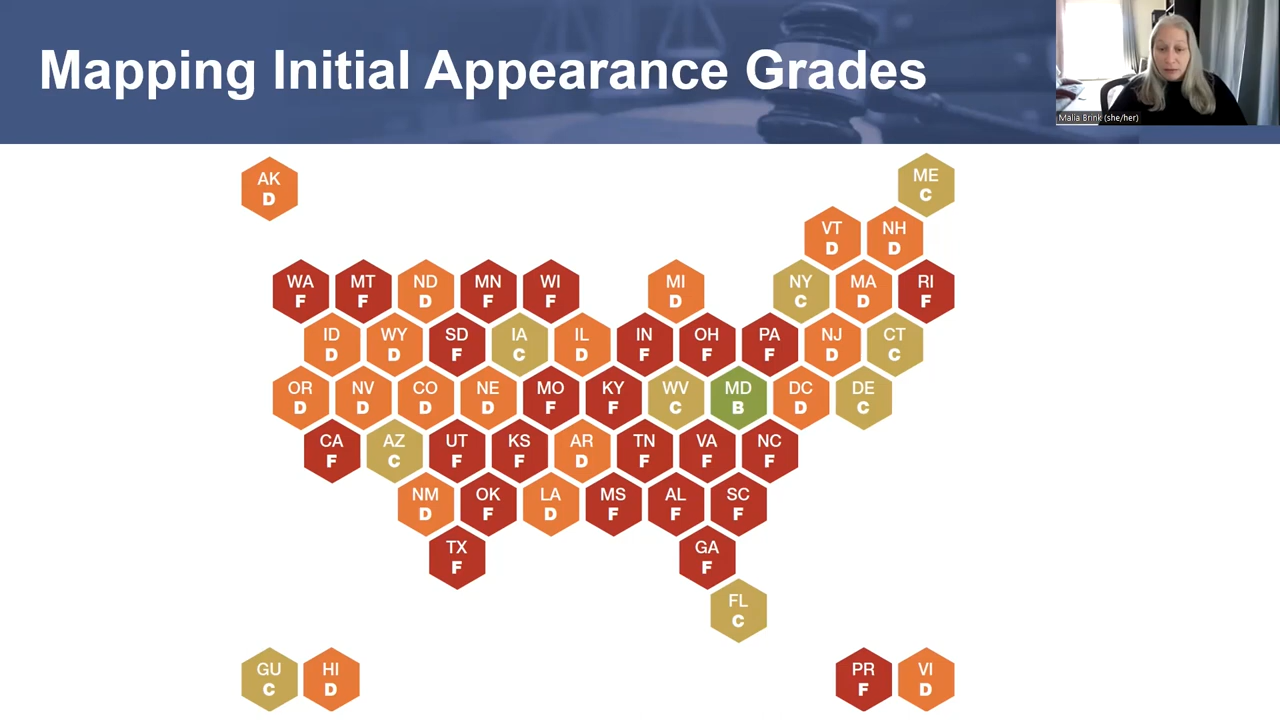 Mapping Initial Appearance Grades
Malia Brink (she/her)
AK
D
ME
C
VT
D
NH
D
WA
F
MT
F
ND
D
MN
F
WI
F
MI
D
NY
C
MA
D
RI
F
ID
D
WY
D
SD
F
IA
C
IL
D
IN
F
OH
F
PA
F
NJ
D
CT
C
OR
D
NV
D
CO
D
NE
D
MO
F
KY
F
WV
C
MD
B
DC
D
DE
C
CA
F
AZ
C
UT
F
KS
F
AR
D
TN
F
VA
F
NC
F
NM
D
OK
F
LA
D
MS
F
AL
F
SC
F
TX
F
GA
F
FL
C
GU
C
HI
D
PR
F
VI
D